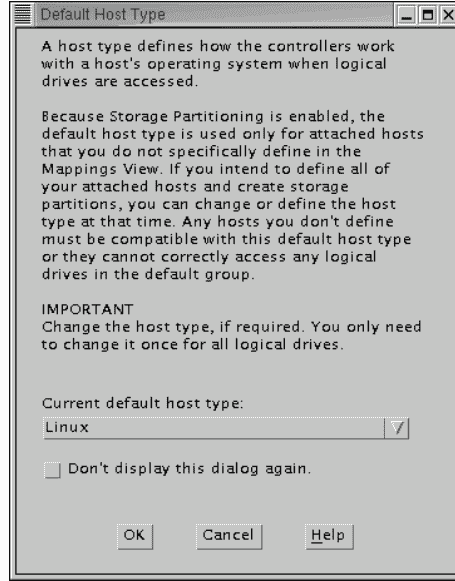 Default Host Type
A host type defines how the controllers work
with a host's operating system when logical
drives are accessed.
Because Storage Partitioning is enabled, the
default host type is used only for attached hosts
that you do not specifically define in the
Mappings View. If you intend to define all of
your attached hosts and create storage
partitions, you can change or define the host
type at that time. Any hosts you don't define
must be compatible with this default host type
or they cannot correctly access any logical
drives in the default group.
IMPORTANT
Change the host type, if required. You only need
to change it once for all logical drives.
Current default host type:
Linux
Don't display this dialog again.
OK Cancel Help